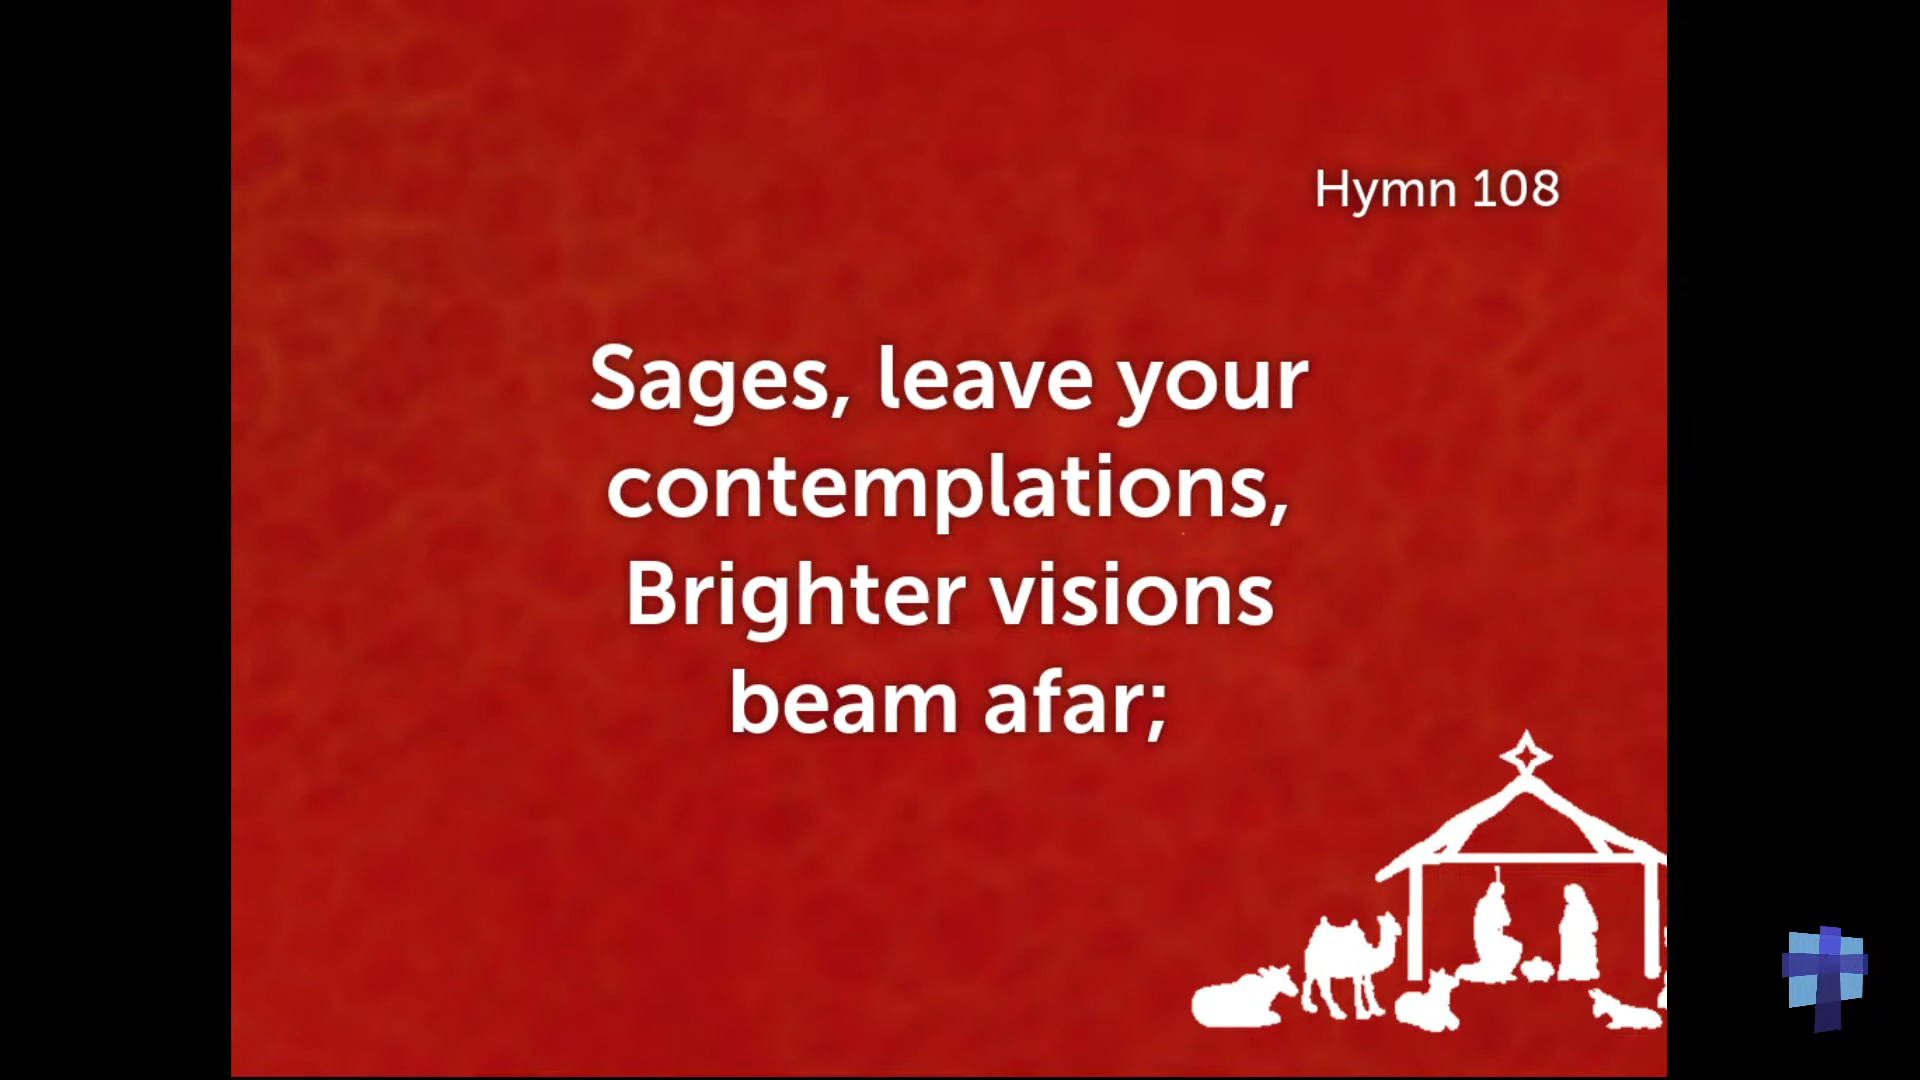 Hymn 108
Sages, leave your
contemplations,
Brighter visions
beam afar;